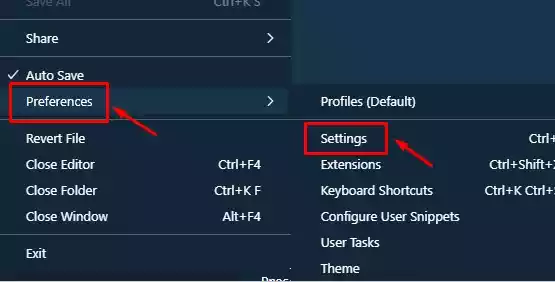 Save All Ctrl+K S
Share
Auto Save
Preferences
Revert File
Close Editor Ctrl+F4
Close Folder Ctrl+K F
Close Window Alt+F4
Exit
Profiles (Default)
Settings Ctrl+
Extensions Ctrl+Shift+
Keyboard Shortcuts Ctrl+K Ctrl+
Configure User Snippets
User Tasks
Theme